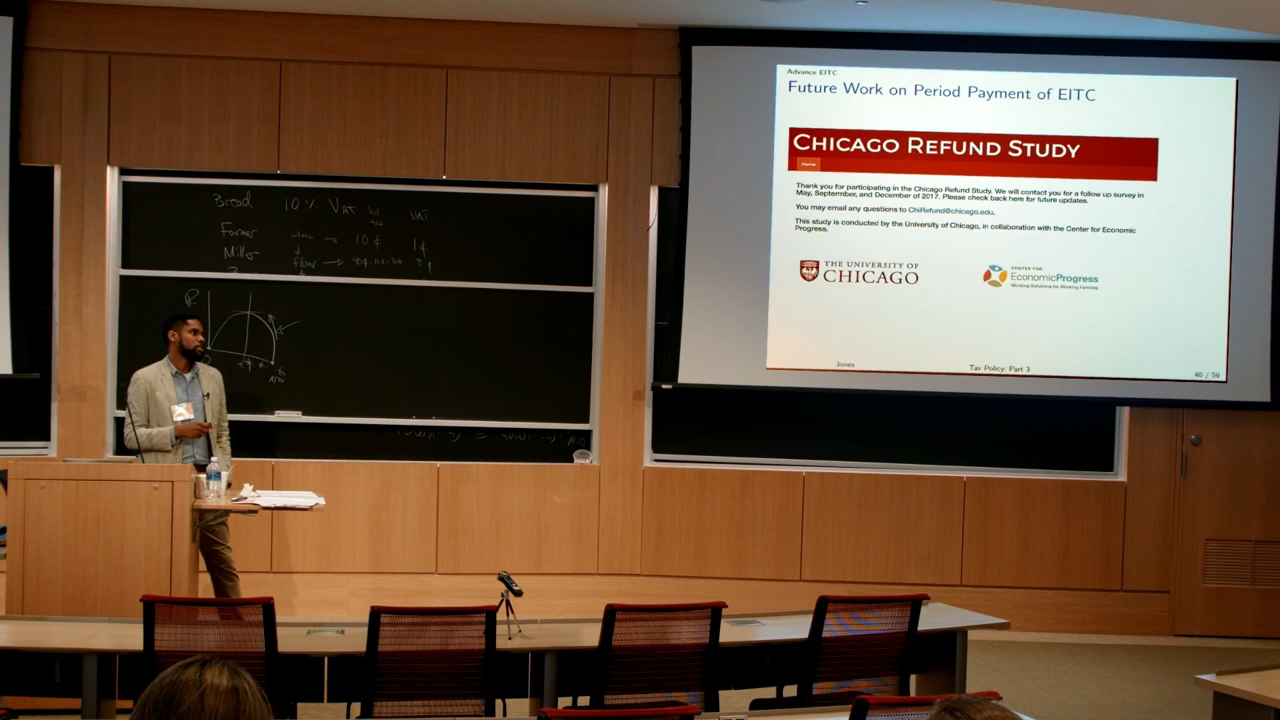 Bread: 10% VAT VAT
Farmer 10¢ 1¢
Miller flour 3¢
R
100
Advance EITC
Future Work on Period Payment of EITC
CHICAGO REFUND STUDY
Home
Thank you for participating in the Chicago Refund Study. We will contact you for a follow up survey in
May, Septermber, and December of 2017. Please check back here for future updates.
You may email any questions to ChiRefund@chicago.edu.
This study is conducted by the University of Chicago, in collaboration with the Center for Economic
Progress.
THE UNIVERSITY OF
CHICAGO
CENTER FOR
EconomicProgress
Working Solutions for Working Families
Jones
Tax Policy: Part 3
40 / 59